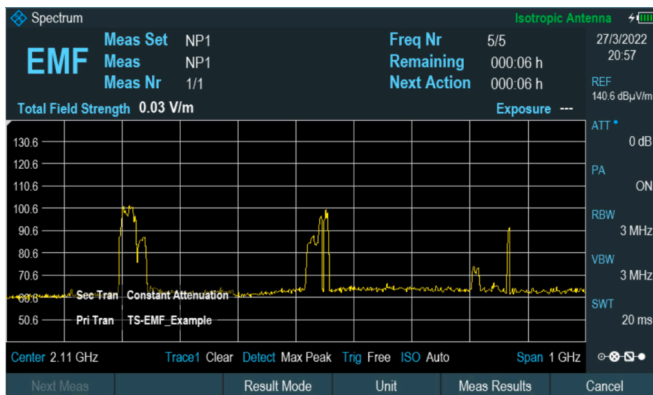 Spectrum Isotropic Antenna
EMF
Meas Set NP1 Freq Nr 5/5
Meas NP1 Remaining 000:06 h
Meas Nr 1/1 Next Action 000:06 h
Total Field Strength 0.03 V/m Exposure ---
27/3/2022
20:57
REF
140.6 dBµV/m
ATT
0 dB
PA
ON
RBW
3 MHz
VBW
3 MHz
SWT
20 ms
130.6
120.6
110.6
100.6
90.6
80.6
70.6
60.6
50.6
Sec Tran Constant Attenuation
Pri Tran TS-EMF_Example
Center 2.11 GHz Trace1 Clear Detect Max Peak Trig Free ISO Auto Span 1 GHz
Next Meas Result Mode Unit Meas Results Cancel